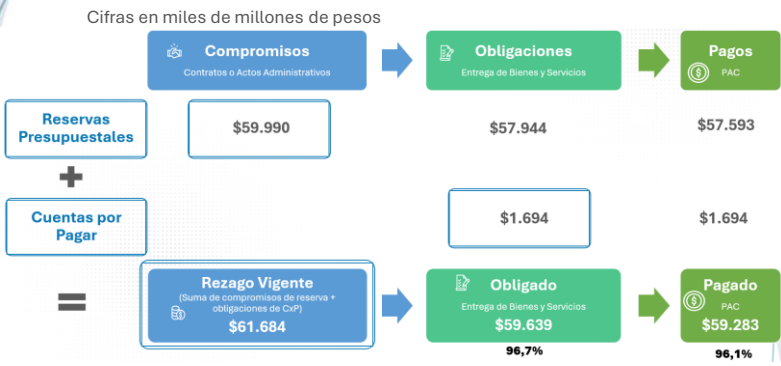 Cifras en miles de millones de pesos
Compromisos
Contratos o Actos Administrativos
Obligaciones
Entrega de Bienes y Servicios
Pagos
PAC
Reservas
Presupuestales
$59.990
$57.944
$57.593
Cuentas por
Pagar
$1.694
$1.694
Rezago Vigente
(Suma de compromisos de reserva +
obligaciones de CxP)
$61.684
Obligado
Entrega de Bienes y Servicios
$59.639
96,7%
Pagado
PAC
$59.283
96,1%